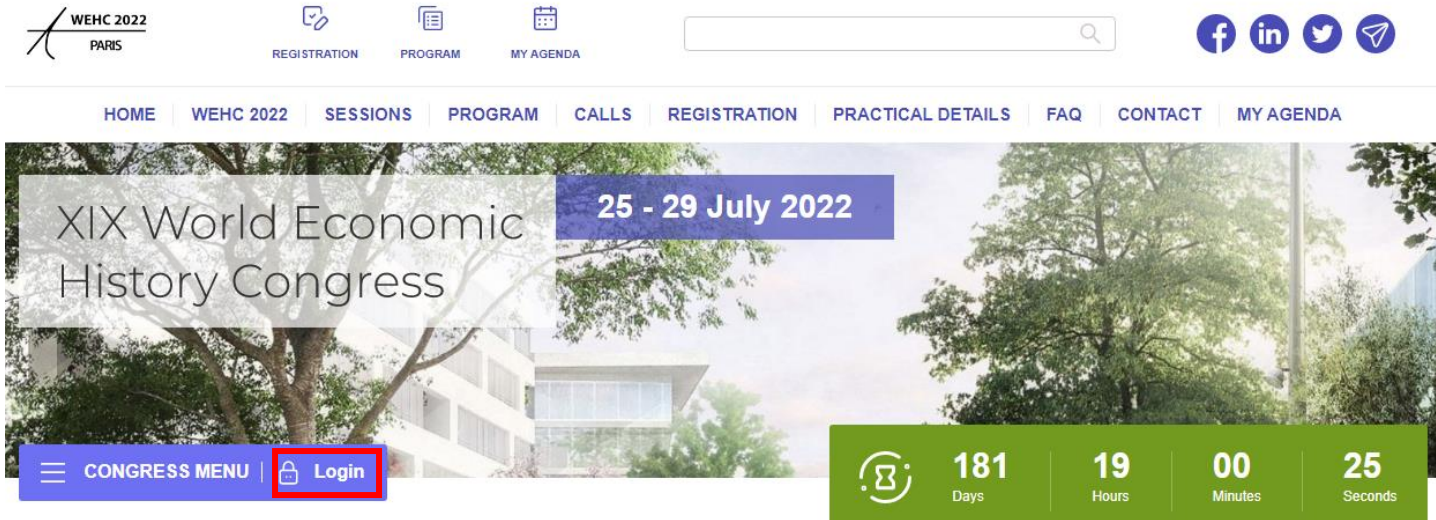 WEHC 2022
PARIS
REGISTRATION PROGRAM MY AGENDA
HOME WEHC 2022 SESSIONS PROGRAM CALLS REGISTRATION PRACTICAL DETAILS FAQ CONTACT MY AGENDA
XIX World Economic
History Congress
25 - 29 July 2022
CONGRESS MENU Login
181 19 00 25
Days Hours Minutes Seconds